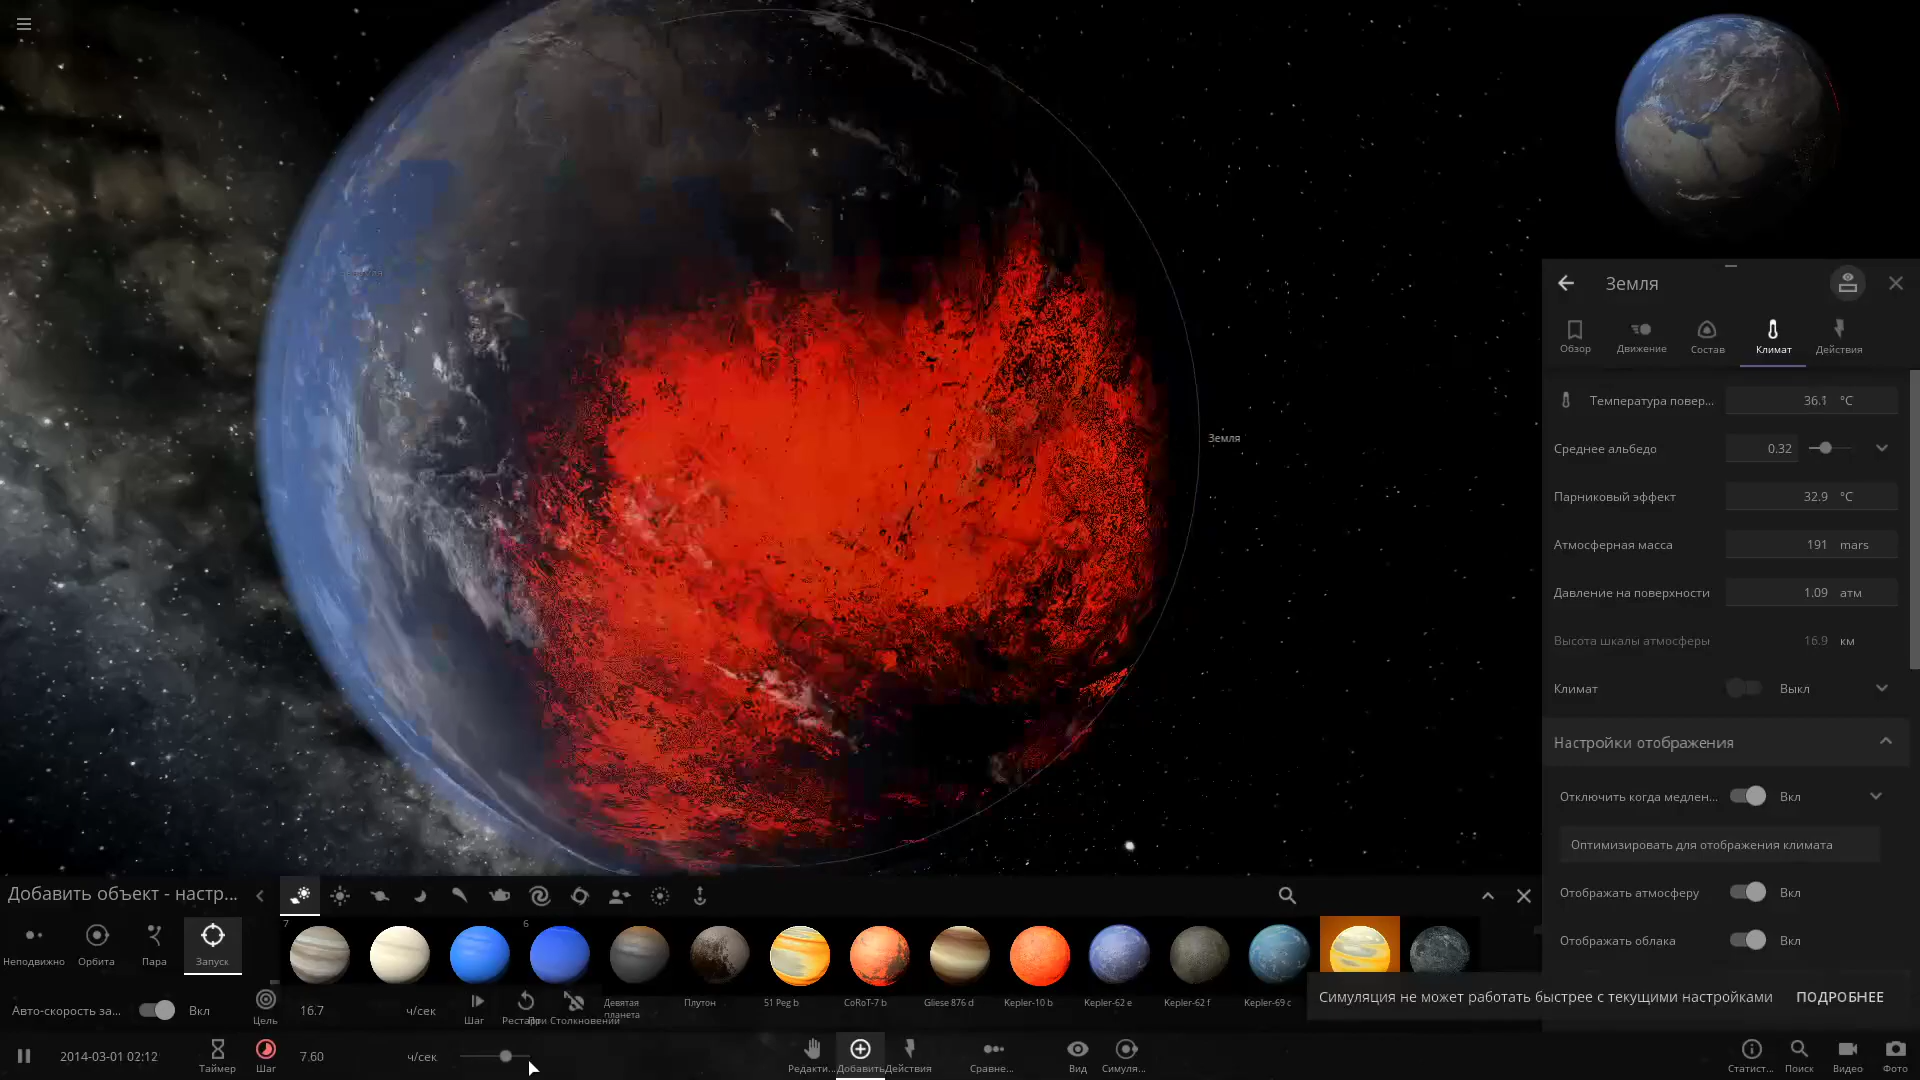 Земля
Обзор
Движение
Состав
Климат
Действия
Температура повер... 36.1 °C
Среднее альбедо 0.32
Парниковый эффект 32.9 °C
Атмосферная масса 191 mars
Давление на поверхности 1.09 атм
Высота шкалы атмосферы 16.9 км
Климат Выкл
Настройки отображения
Отключить когда медлен... Вкл
Оптимизировать для отображения климата
Отображать атмосферу Вкл
Отображать облака Вкл
Земля
Добавить объект - настр...
7
6
Неподвижно
Орбита
Пара
Запуск
Девятая
планета
Плутон
51 Peg b
CoRoT-7 b
Gliese 876 d
Kepler-10 b
Kepler-62 e
Kepler-62 f
Kepler-69 c
Симуляция не может работать быстрее с текущими настройками ПОДРОБНЕЕ
Авто-скорость за... Вкл
Цель
16.7 ч/сек
Шаг
Рестарт
При Столкновении
2014-03-01 02:12
Таймер
Шаг
7.60 ч/сек
Редакти...
Добавить
Действия
Сравне...
Вид
Симуля...
Статист...
Поиск
Видео
Фото